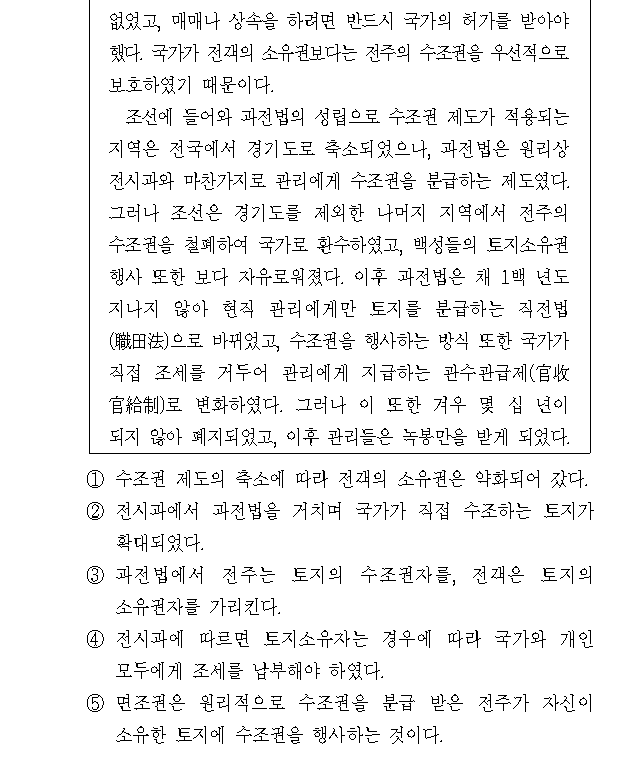 없었고, 매매나 상속을 하려면 반드시 국가의 허가를 받아야
했다. 국가가 전객의 소유권보다는 전주의 수조권을 우선적으로
보호하였기 때문이다.
조선에 들어와 과전법의 성립으로 수조권 제도가 적용되는
지역은 전국에서 경기도로 축소되었으나, 과전법은 원리상
전시과와 마찬가지로 관리에게 수조권을 분급하는 제도였다.
그러나 조선은 경기도를 제외한 나머지 지역에서 전주의
수조권을 철폐하여 국가로 환수하였고, 백성들의 토지소유권
행사 또한 보다 자유로워졌다. 이후 과전법은 채 1백 년도
지나지 않아 현직 관리에게만 토지를 분급하는 직전법
(職田法)으로 바뀌었고, 수조권을 행사하는 방식 또한 국가가
직접 조세를 거두어 관리에게 지급하는 관수관급제(官收
官給制)로 변화하였다. 그러나 이 또한 겨우 몇 십 년이
되지 않아 폐지되었고, 이후 관리들은 녹봉만을 받게 되었다.
① 수조권 제도의 축소에 따라 전객의 소유권은 약화되어 갔다.
② 전시과에서 과전법을 거치며 국가가 직접 수조하는 토지가
확대되었다.
③ 과전법에서 전주는 토지의 수조권자를, 전객은 토지의
소유권자를 가리킨다.
④ 전시과에 따르면 토지소유자는 경우에 따라 국가와 개인
모두에게 조세를 납부해야 하였다.
⑤ 면조권은 원리적으로 수조권을 분급 받은 전주가 자신이
소유한 토지에 수조권을 행사하는 것이다.